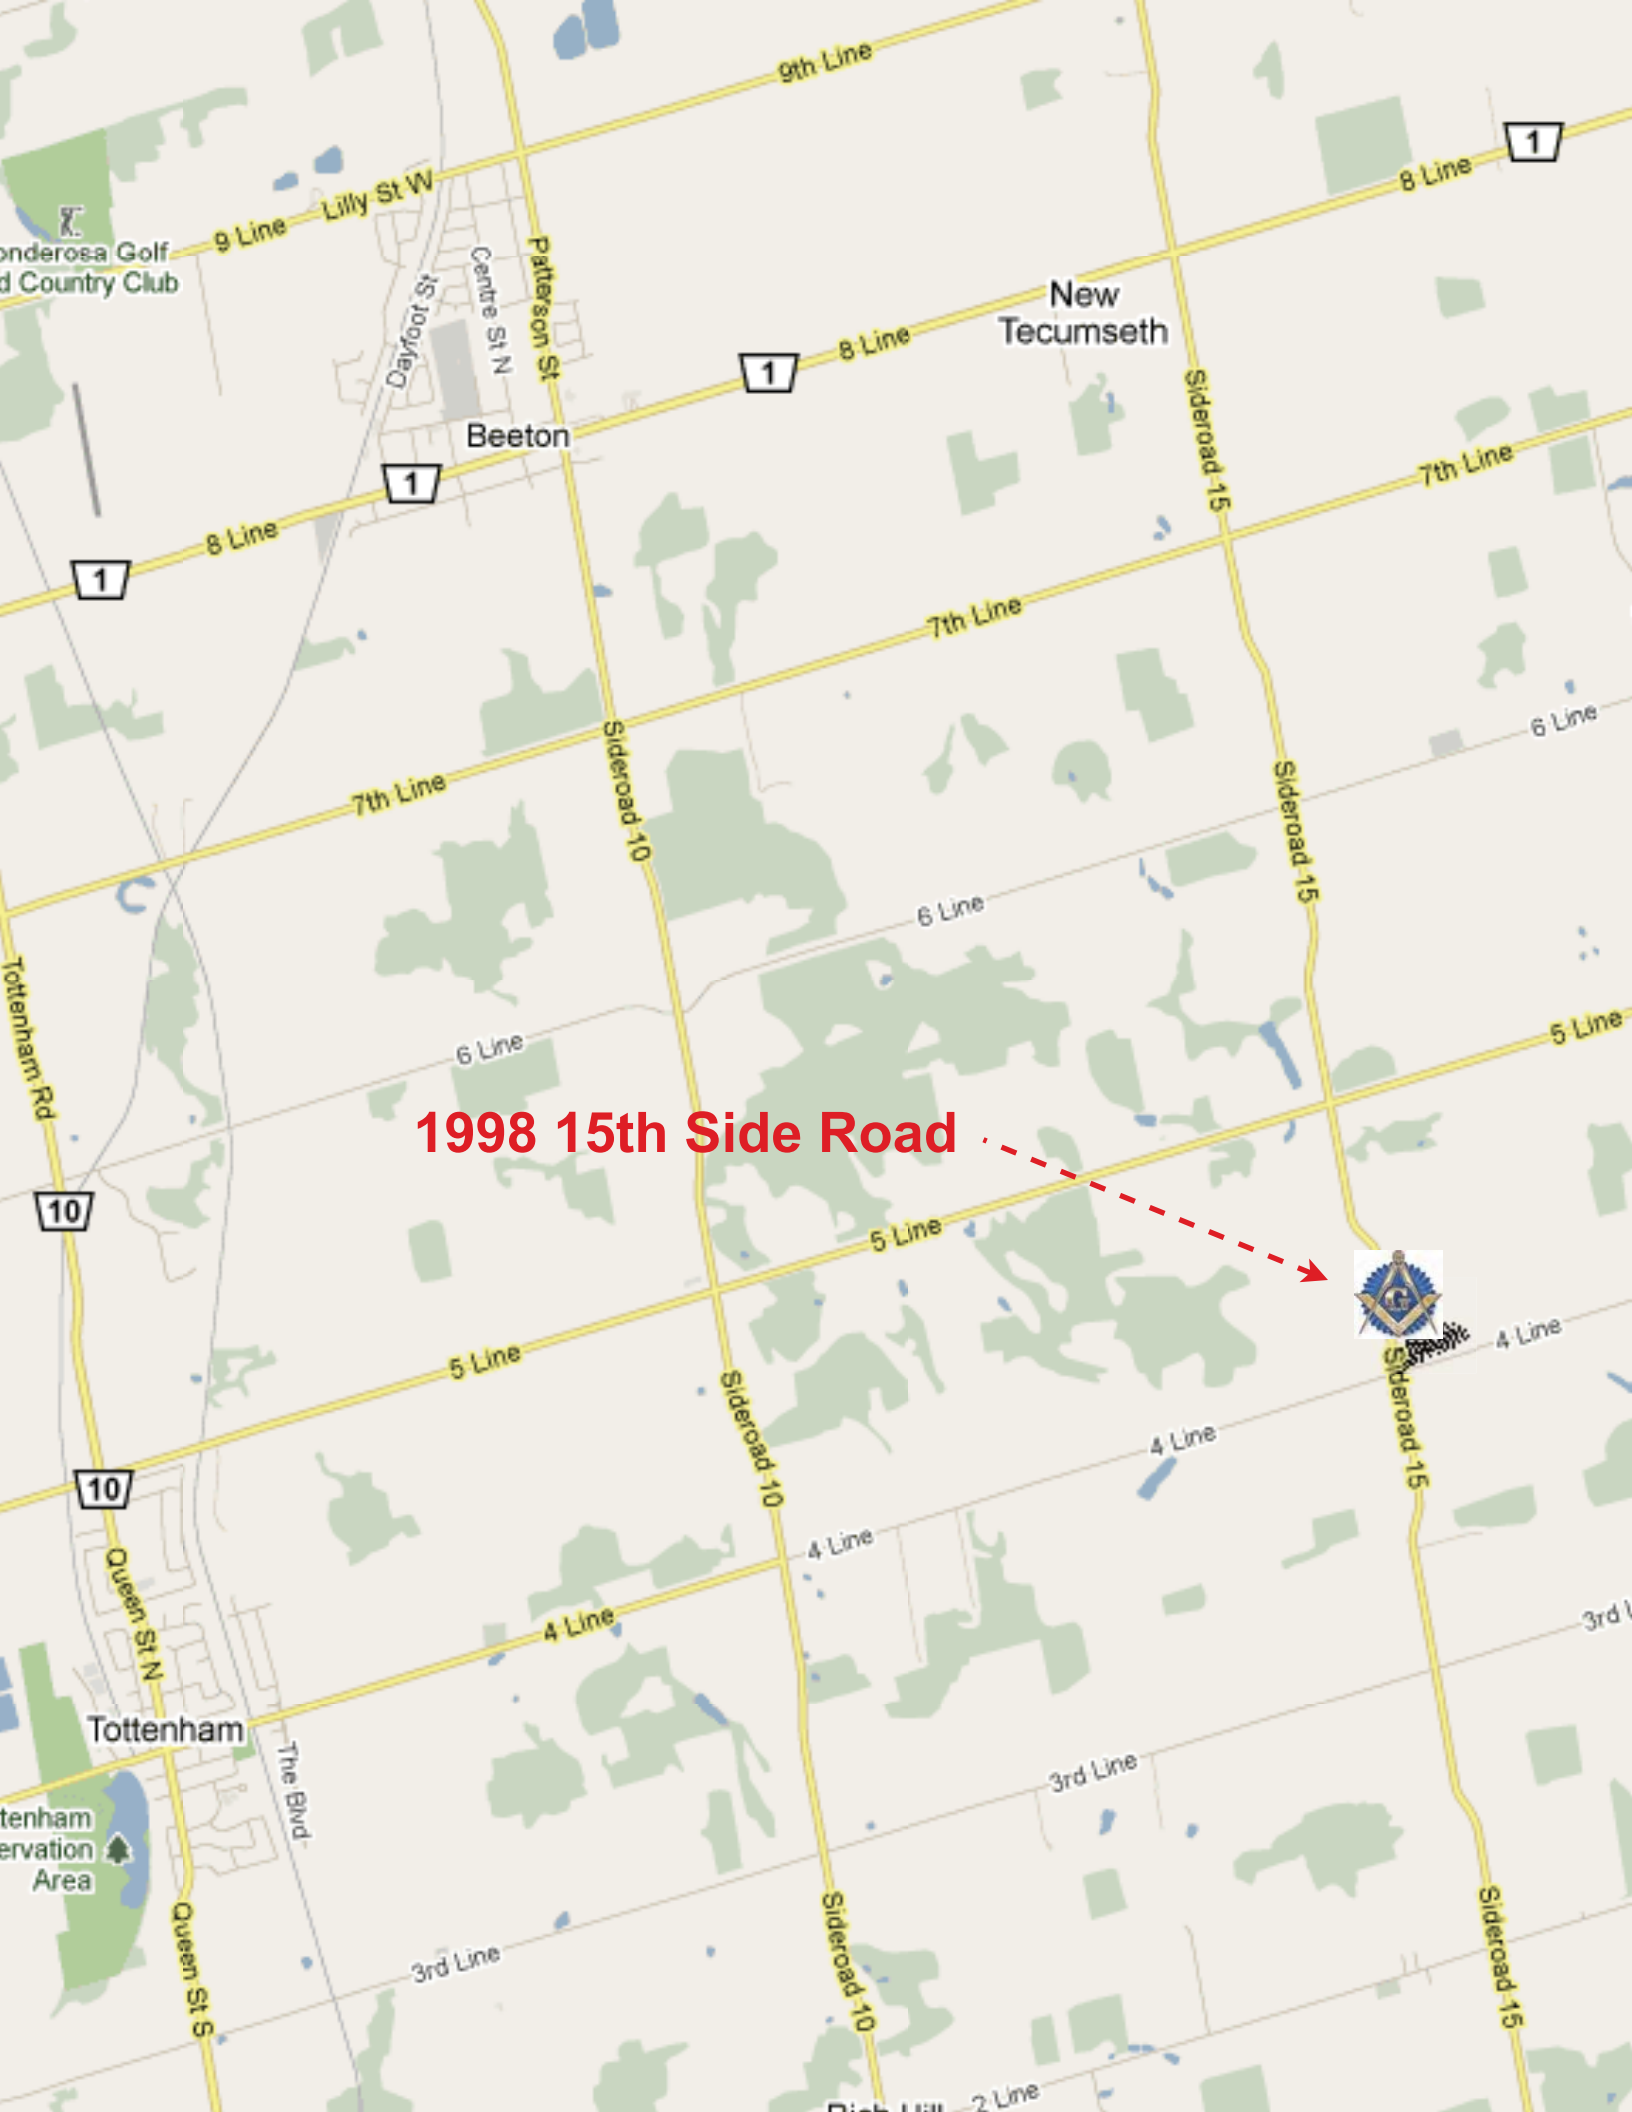 9th Line
1
8 Line
Lilly St W
9 Line
onderosa Golf
d Country Club
Patterson St
Centre St N
Dayfoot St
New
Tecumseth
8 Line
1
Sideroad 15
Beeton
7th Line
1
8 Line
1
7th Line
6 Line
Sideroad 10
7th Line
Sideroad 15
6 Line
Tottenham Rd
5 Line
6 Line
1998 15th Side Road
10
5 Line
G
4 Line
5 Line
Sideroad 10
Sideroad 15
4 Line
10
4 Line
Queen St N
4 Line
3rd L
Tottenham
The Blvd
3rd Line
tenham
ervation
Area
Queen St S
Sideroad 10
Sideroad 15
3rd Line
2 Line